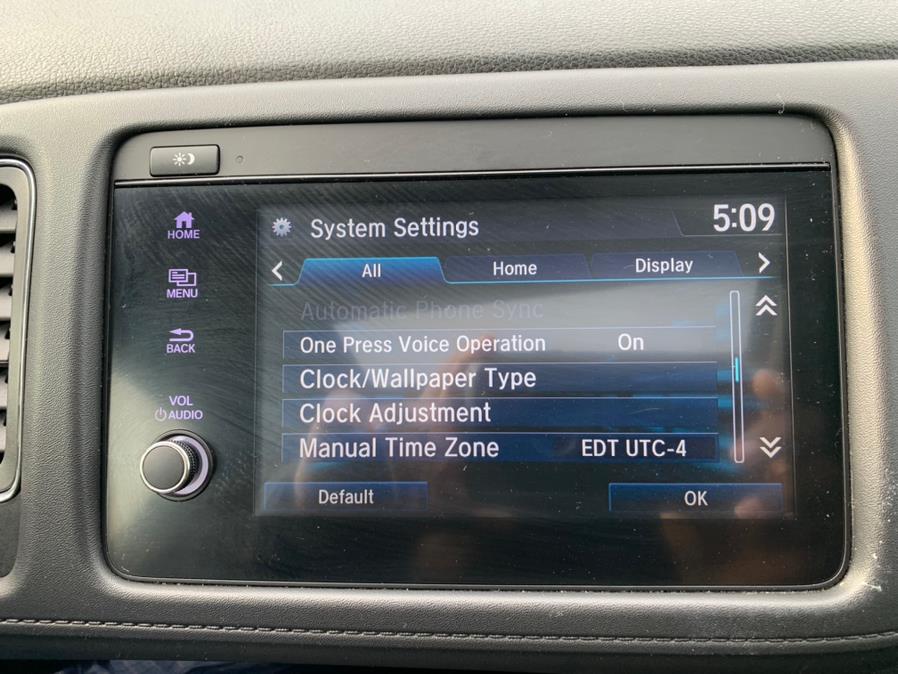 HOME
MENU
BACK
VOL
AUDIO
System Settings
5:09
All
Home
Display
Automatic Phone Sync
One Press Voice Operation On
Clock/Wallpaper Type
Clock Adjustment
Manual Time Zone EDT UTC-4
Default
OK